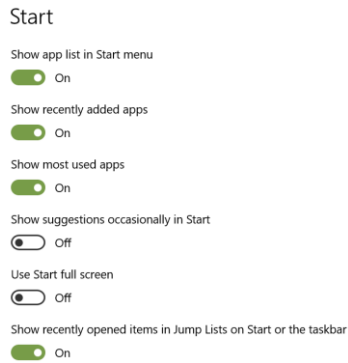 Start
Show app list in Start menu
On
Show recently added apps
On
Show most used apps
On
Show suggestions occasionally in Start
Off
Use Start full screen
Off
Show recently opened items in Jump Lists on Start or the taskbar
On